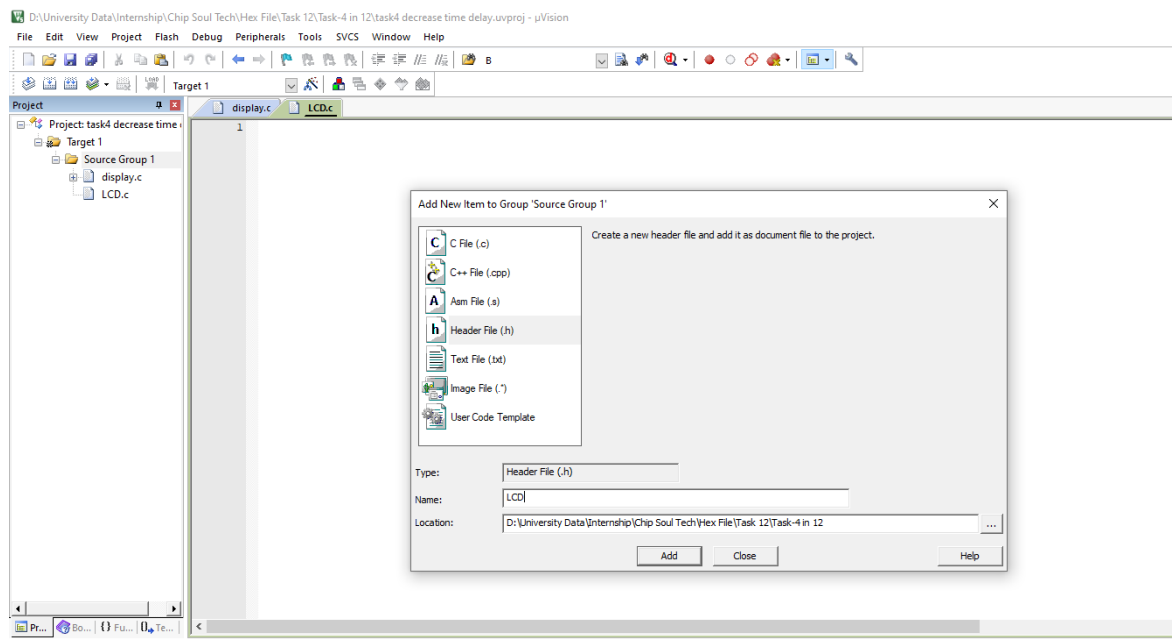 D:\University Data\Internship\Chip Soul Tech\Hex File\Task 12\Task-4 in 12\task4 decrease time delay.uvproj - µVision
File Edit View Project Flash Debug Peripherals Tools SVCS Window Help
B
LOAD Target 1
Project
display.c LCD.c
Project: task4 decrease time
Target 1
Source Group 1
display.c
LCD.c
1
Add New Item to Group 'Source Group 1'
C C File (.c)
C++ File (.cpp)
A Asm File (.s)
h Header File (.h)
Text File (.txt)
Image File (.*)
User Code Template
Create a new header file and add it as document file to the project.
Type: Header File (.h)
Name: LCD
Location: D:\University Data\Internship\Chip Soul Tech\Hex File\Task 12\Task-4 in 12 ...
Add Close Help
Pr... Bo... {} Fu... Te...